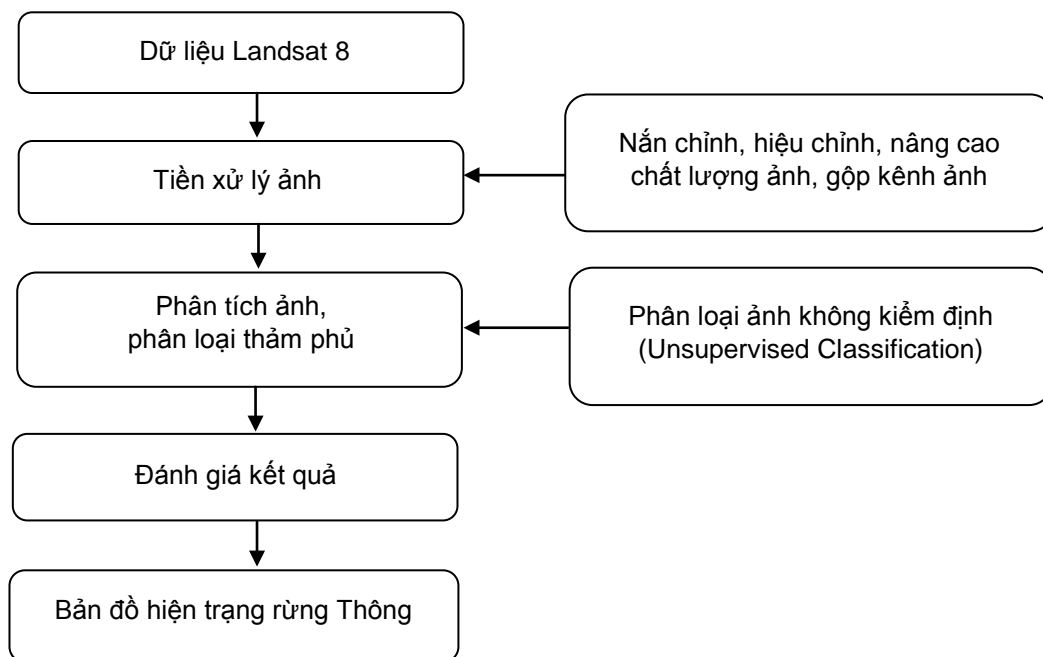 Dữ liệu Landsat 8
Tiền xử lý ảnh
Nắn chỉnh, hiệu chỉnh, nâng cao
chất lượng ảnh, gộp kênh ảnh
Phân tích ảnh,
phân loại thảm phủ
Phân loại ảnh không kiểm định
(Unsupervised Classification)
Đánh giá kết quả
Bản đồ hiện trạng rừng Thông